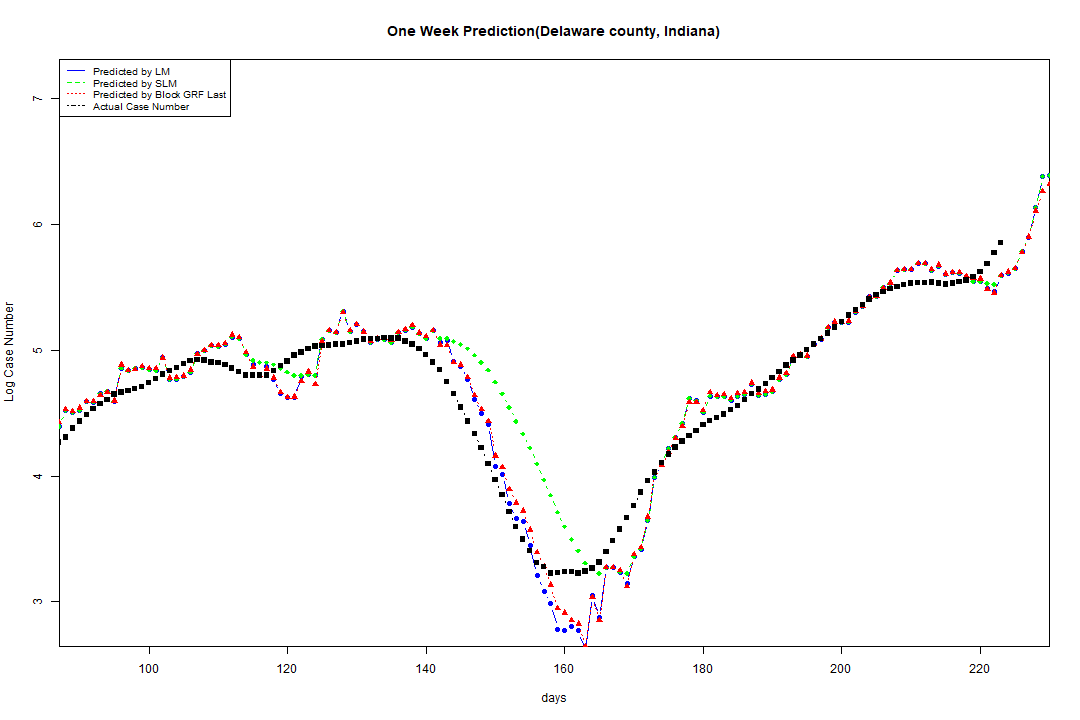 One Week Prediction(Delaware county, Indiana)
Predicted by LM
Predicted by SLM
Predicted by Block GRF Last
Actual Case Number
Log Case Number
7
6
5
4
3
100 120 140 160 180 200 220
days